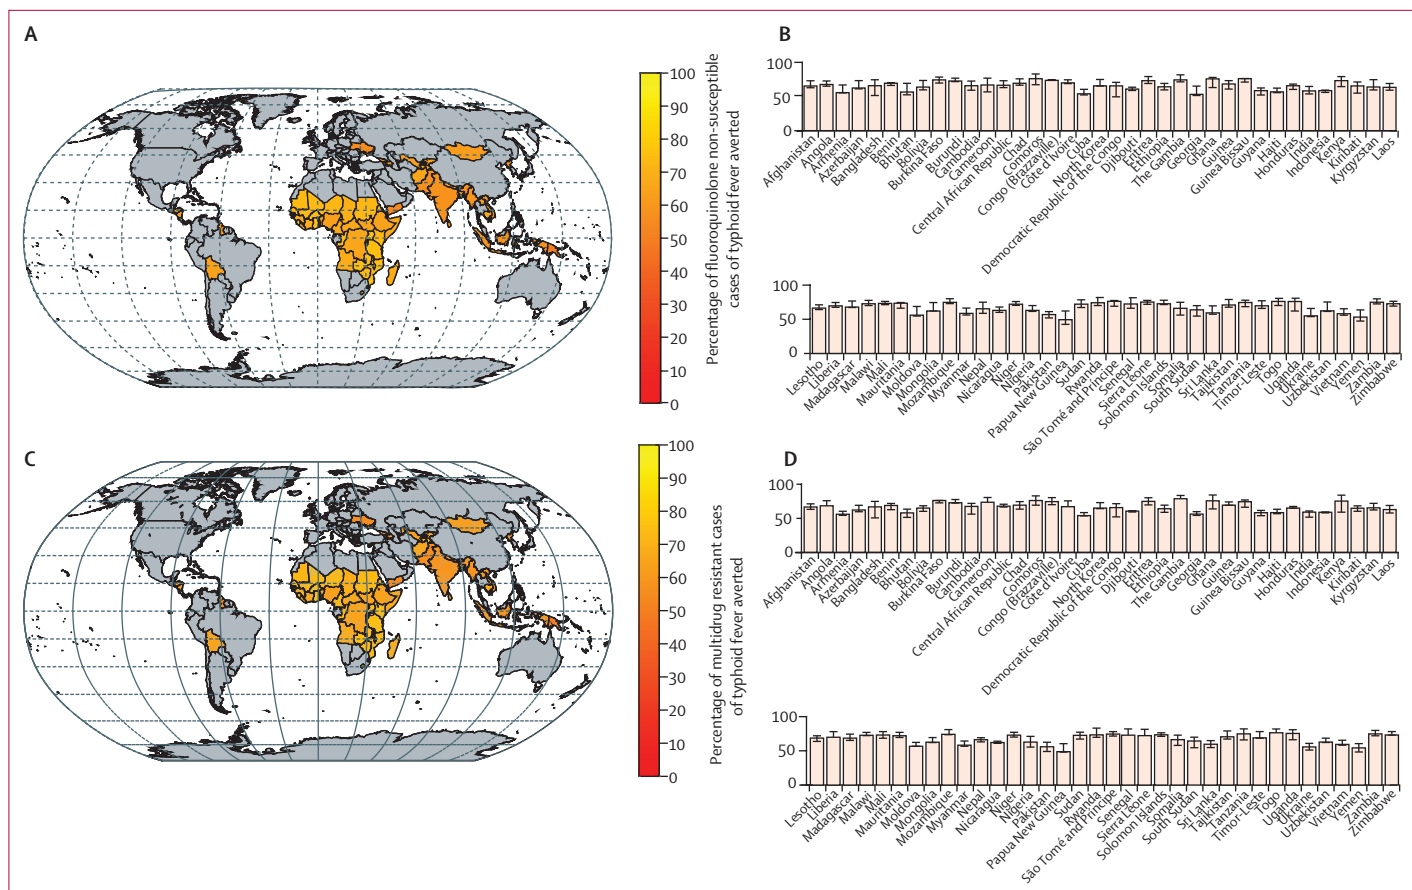 A
100
90
80
70
60
50
40
30
20
10
0
Percentage of fluoroquinolone non-susceptible
cases of typhoid fever averted
B
100
50
0
Afghanistan
Angola
Armenia
Azerbaijan
Bangladesh
Benin
Bhutan
Bolivia
Burkina Faso
Burundi
Cambodia
Cameroon
Central African Republic
Chad
Comoros
Congo (Brazzaville)
Côte d'Ivoire
Cuba
North Korea
Democratic Republic of the Congo
Djibouti
Eritrea
Ethiopia
The Gambia
Georgia
Ghana
Guinea
Guinea Bissau
Guyana
Haiti
Honduras
India
Indonesia
Kenya
Kiribati
Kyrgyzstan
Laos
100
50
0
Lesotho
Liberia
Madagascar
Malawi
Mali
Mauritania
Moldova
Mongolia
Mozambique
Myanmar
Nepal
Nicaragua
Niger
Nigeria
Pakistan
Papua New Guinea
Sudan
Rwanda
São Tomé and Príncipe
Senegal
Sierra Leone
Solomon Islands
Somalia
South Sudan
Sri Lanka
Tajikistan
Tanzania
Timor-Leste
Togo
Uganda
Ukraine
Uzbekistan
Vietnam
Yemen
Zambia
Zimbabwe
C
100
90
80
70
60
50
40
30
20
10
0
Percentage of multidrug resistant cases
of typhoid fever averted
D
100
50
0
Afghanistan
Angola
Armenia
Azerbaijan
Bangladesh
Benin
Bhutan
Bolivia
Burkina Faso
Burundi
Cambodia
Cameroon
Central African Republic
Chad
Comoros
Congo (Brazzaville)
Côte d'Ivoire
Cuba
North Korea
Democratic Republic of the Congo
Djibouti
Eritrea
Ethiopia
The Gambia
Georgia
Ghana
Guinea
Guinea Bissau
Guyana
Haiti
Honduras
India
Indonesia
Kenya
Kiribati
Kyrgyzstan
Laos
100
50
0
Lesotho
Liberia
Madagascar
Malawi
Mali
Mauritania
Moldova
Mongolia
Mozambique
Myanmar
Nepal
Nicaragua
Niger
Nigeria
Pakistan
Papua New Guinea
Sudan
Rwanda
São Tomé and Príncipe
Senegal
Sierra Leone
Solomon Islands
Somalia
South Sudan
Sri Lanka
Tajikistan
Tanzania
Timor-Leste
Togo
Uganda
Ukraine
Uzbekistan
Vietnam
Yemen
Zambia
Zimbabwe